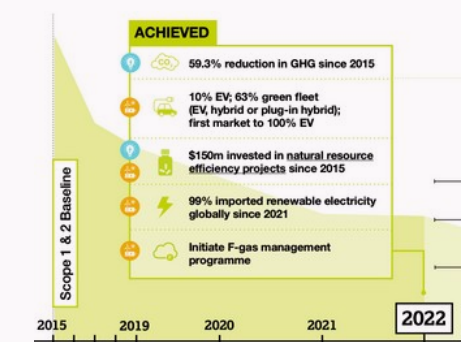 ACHIEVED
CO₂
59.3% reduction in GHG since 2015
10% EV; 63% green fleet
(EV, hybrid or plug-in hybrid);
first market to 100% EV
$150m invested in natural resource
efficiency projects since 2015
99% imported renewable electricity
globally since 2021
Initiate F-gas management
programme
Scope 1 & 2 Baseline
2015
2019
2020
2021
2022